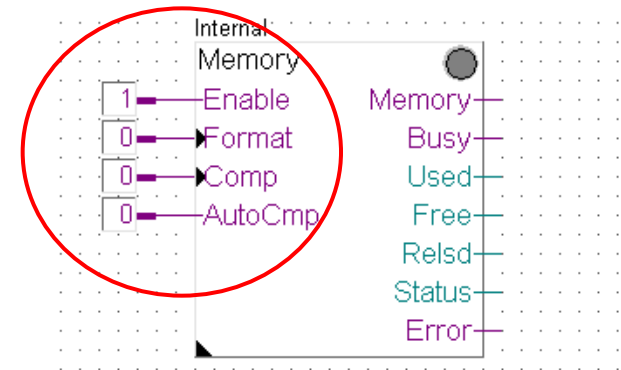 Internal
Memory
1 Enable Memory
0 Format Busy
0 Comp Used
0 AutoCmp Free
Relsd
Status
Error